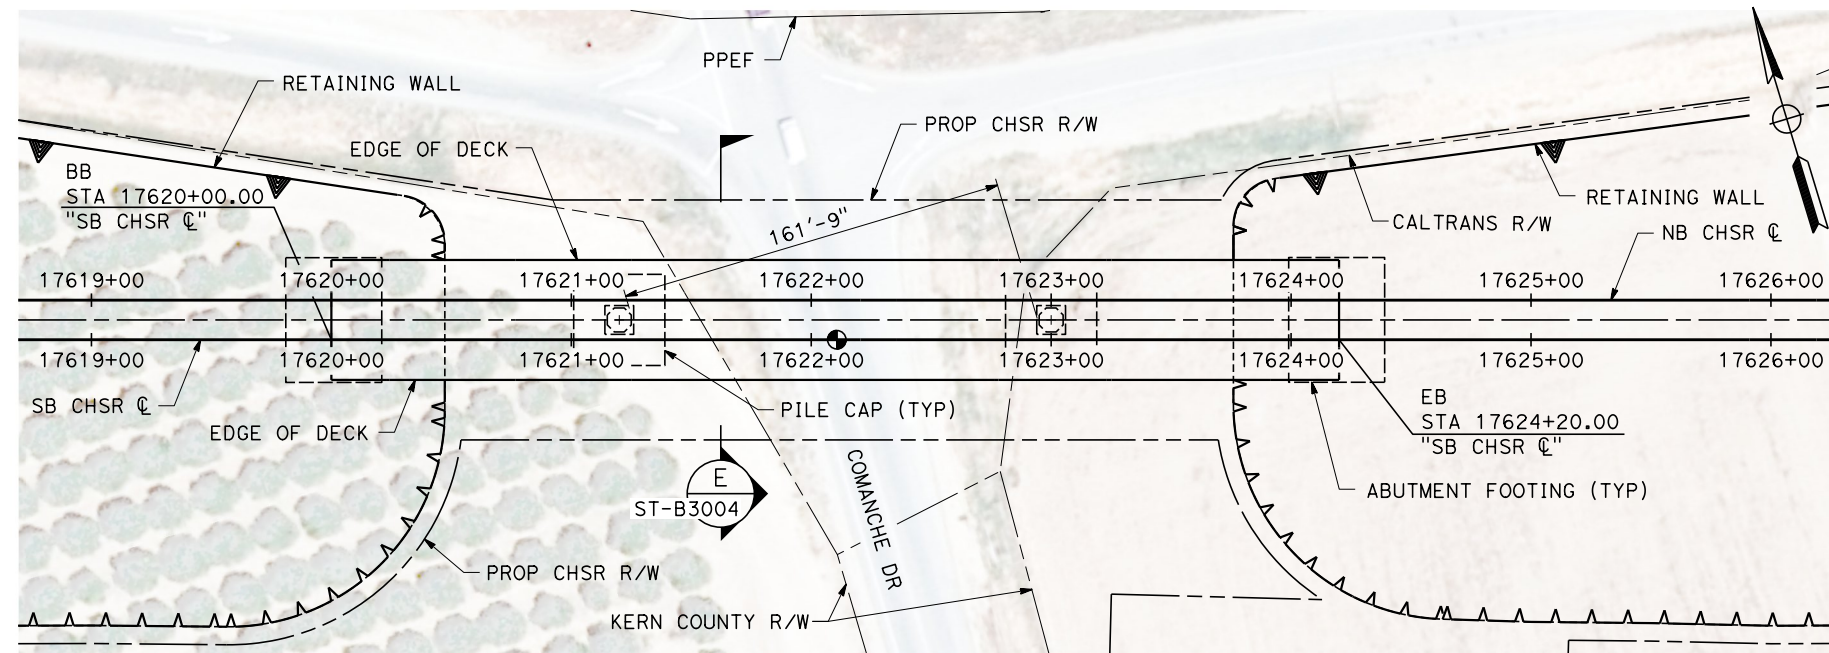 PPEF
RETAINING WALL
PROP CHSR R/W
EDGE OF DECK
BB
STA 17620+00.00
"SB CHSR ℄"
161'-9"
RETAINING WALL
CALTRANS R/W
NB CHSR ℄
17619+00 17620+00 17621+00 17622+00 17623+00 17624+00 17625+00 17626+00
17619+00 17620+00 17621+00 17622+00 17623+00 17624+00 17625+00 17626+00
SB CHSR ℄
EDGE OF DECK
PILE CAP (TYP)
EB
STA 17624+20.00
"SB CHSR ℄"
E
ST-B3004
COMANCHE DR
ABUTMENT FOOTING (TYP)
PROP CHSR R/W
KERN COUNTY R/W